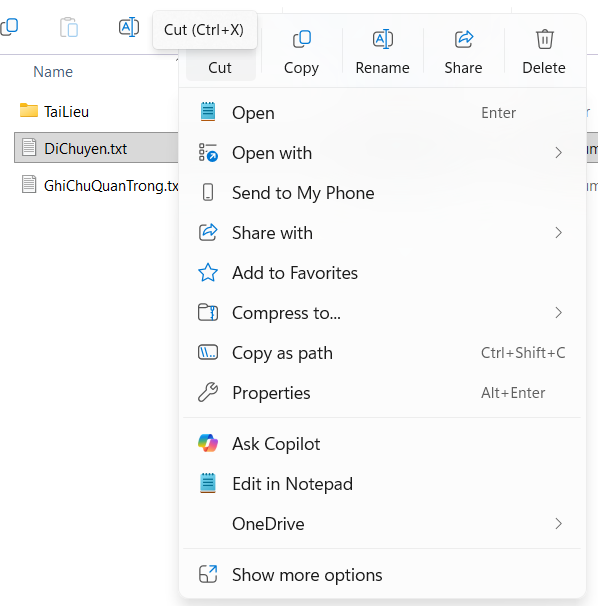 Cut (Ctrl+X)
Cut
Copy
Rename
Share
Delete
Name
TaiLieu
DiChuyen.txt
GhiChuQuanTrong.tx
Open Enter
Open with
Send to My Phone
Share with
Add to Favorites
Compress to...
Copy as path Ctrl+Shift+C
Properties Alt+Enter
Ask Copilot
Edit in Notepad
OneDrive
Show more options